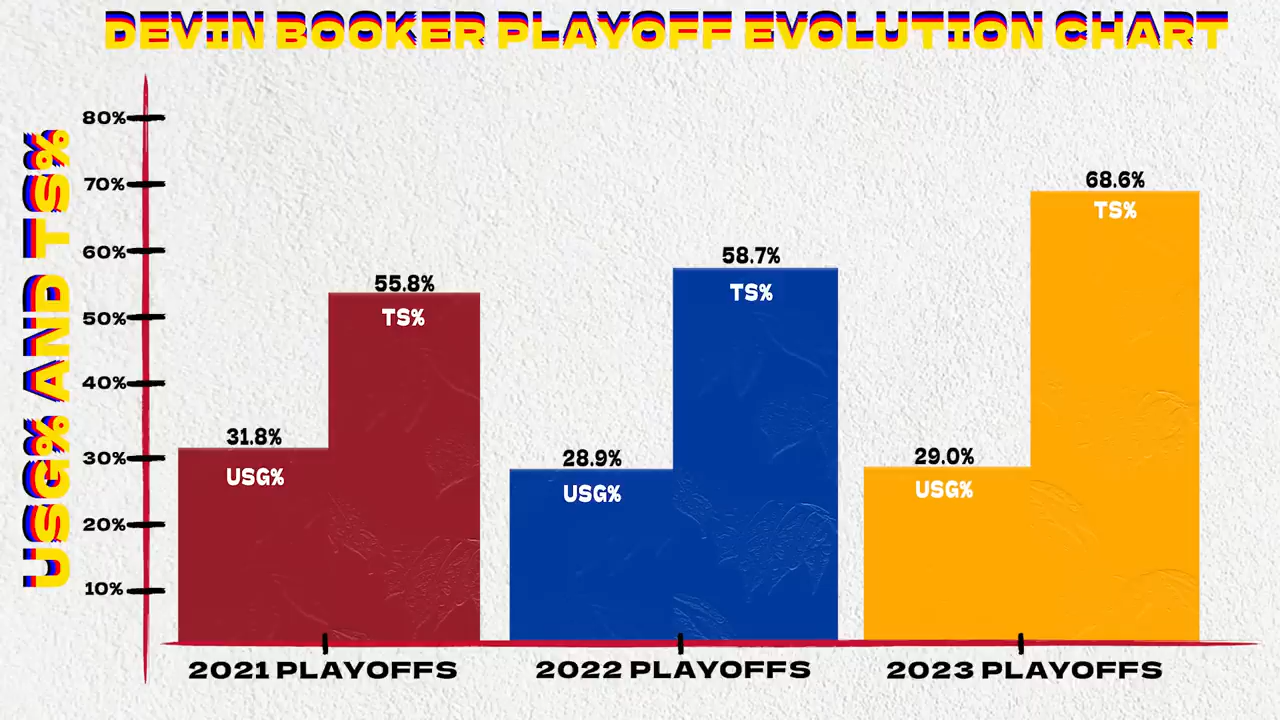 DEVIN BOOKER PLAYOFF EVOLUTION CHART
USG% AND TS%
80%
70%
60%
50%
40%
30%
20%
10%
31.8%
USG%
55.8%
TS%
28.9%
USG%
58.7%
TS%
29.0%
USG%
68.6%
TS%
2021 PLAYOFFS
2022 PLAYOFFS
2023 PLAYOFFS